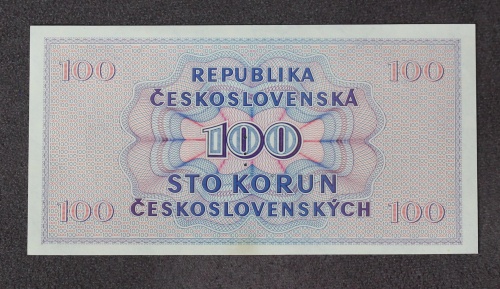 100 100
REPUBLIKA
ČESKOSLOVENSKÁ
100
STO KORUN
ČESKOSLOVENSKÝCH
100 100